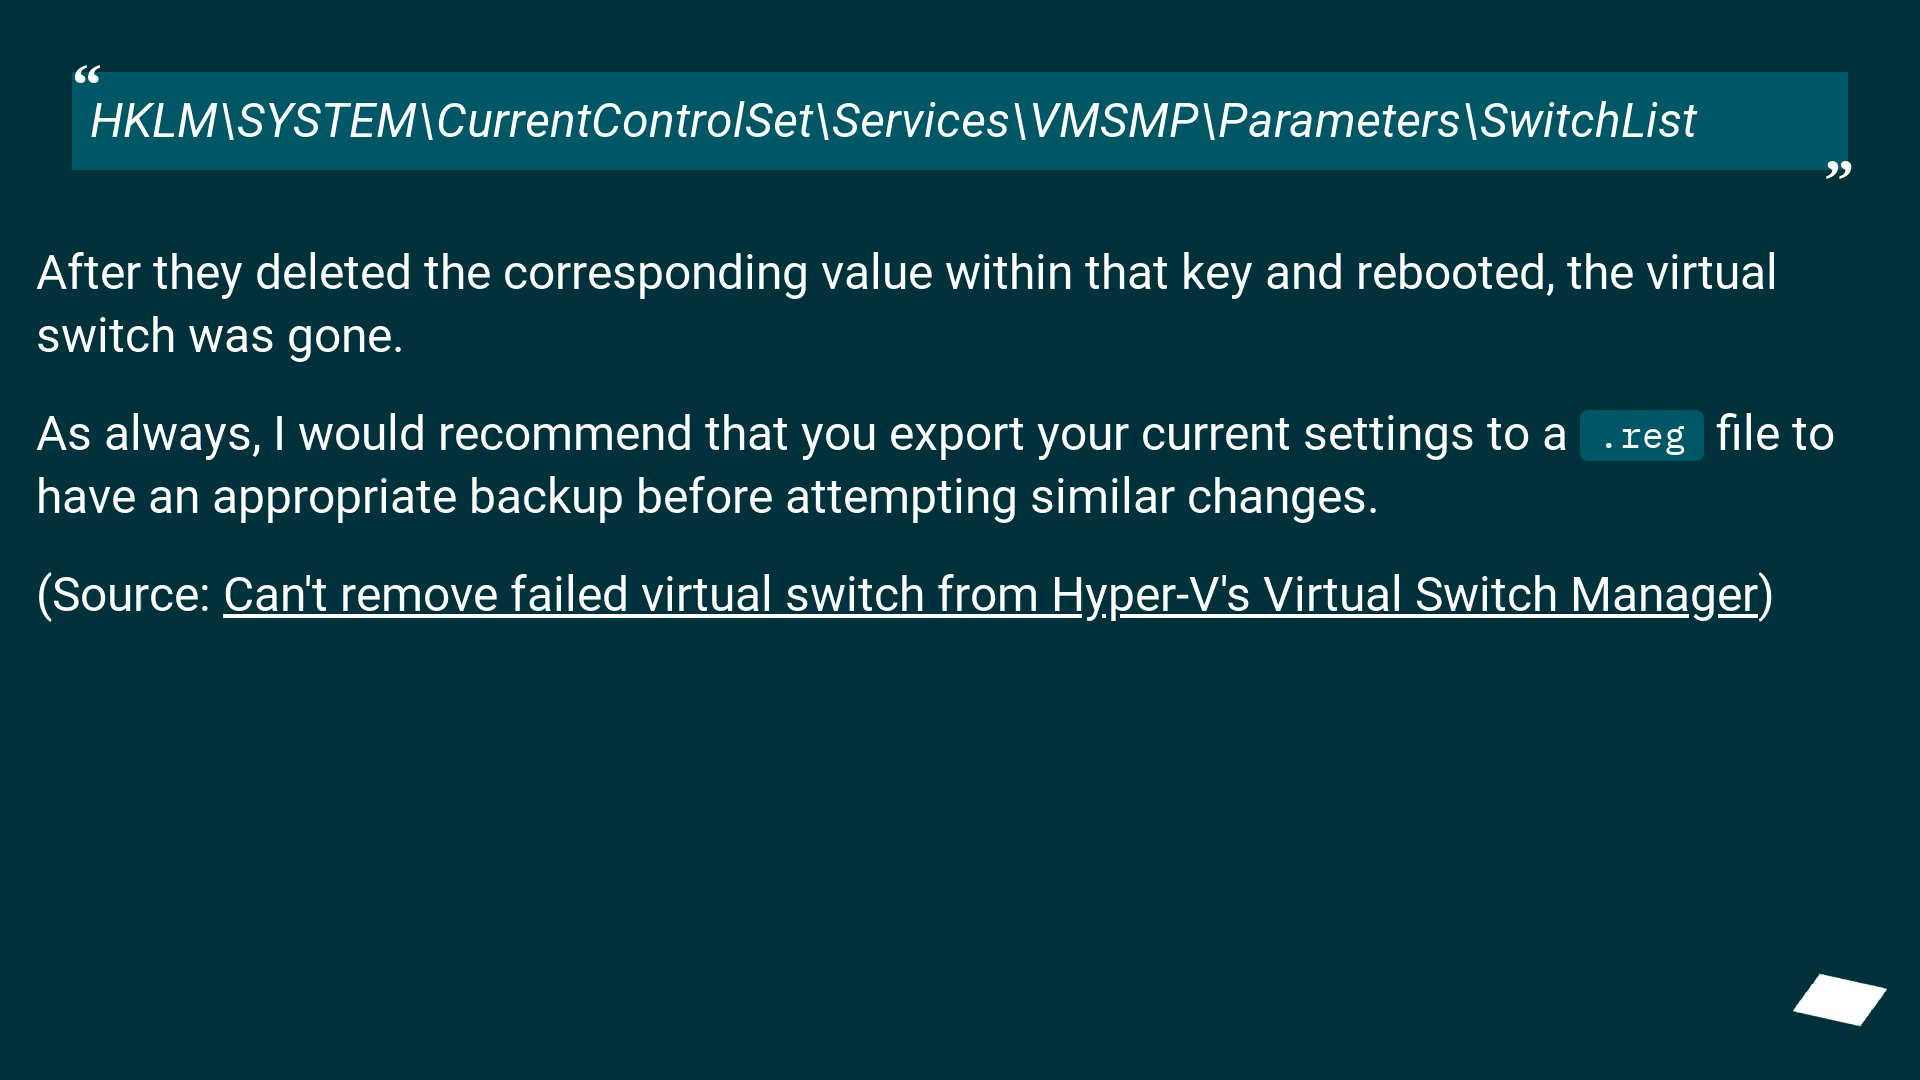 “
HKLM\SYSTEM\CurrentControlSet\Services\VMSMP\Parameters\SwitchList
”
After they deleted the corresponding value within that key and rebooted, the virtual
switch was gone.
As always, I would recommend that you export your current settings to a .reg file to
have an appropriate backup before attempting similar changes.
(Source: Can't remove failed virtual switch from Hyper-V's Virtual Switch Manager)